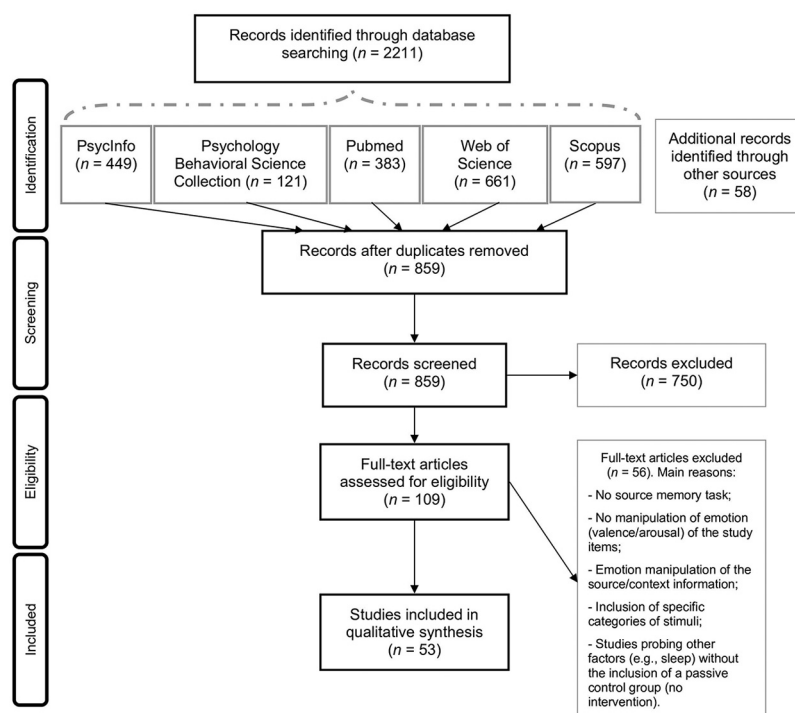 Records identified through database
searching (n = 2211)
Identification
PsycInfo
(n = 449)
Psychology
Behavioral Science
Collection (n = 121)
Pubmed
(n = 383)
Web of
Science
(n = 661)
Scopus
(n = 597)
Additional records
identified through
other sources
(n = 58)
Screening
Records after duplicates removed
(n = 859)
Records screened
(n = 859)
Records excluded
(n = 750)
Eligibility
Full-text articles
assessed for eligibility
(n = 109)
Full-text articles excluded
(n = 56). Main reasons:
- No source memory task;
- No manipulation of emotion
(valence/arousal) of the study
items;
- Emotion manipulation of the
source/context information;
- Inclusion of specific
categories of stimuli;
- Studies probing other
factors (e.g., sleep) without
the inclusion of a passive
control group (no
intervention).
Included
Studies included in
qualitative synthesis
(n = 53)